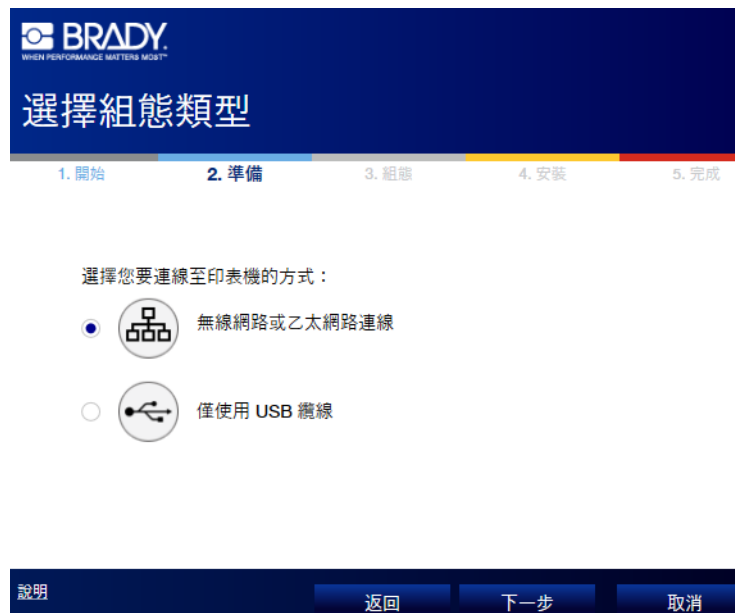 BRADY.
WHEN PERFORMANCE MATTERS MOST™
選擇組態類型
1. 開始 2. 準備 3. 組態 4. 安裝 5. 完成
選擇您要連線至印表機的方式：
無線網路或乙太網路連線
僅使用 USB 纜線
說明 返回 下一步 取消